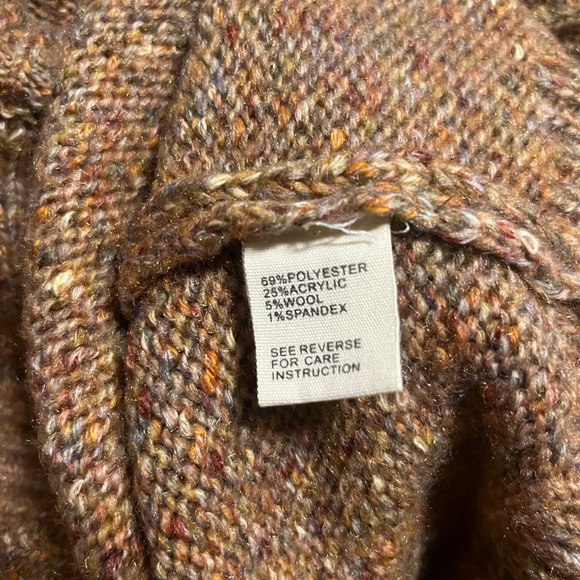 69%POLYESTER
25%ACRYLIC
5%WOOL
1%SPANDEX
SEE REVERSE
FOR CARE
INSTRUCTION